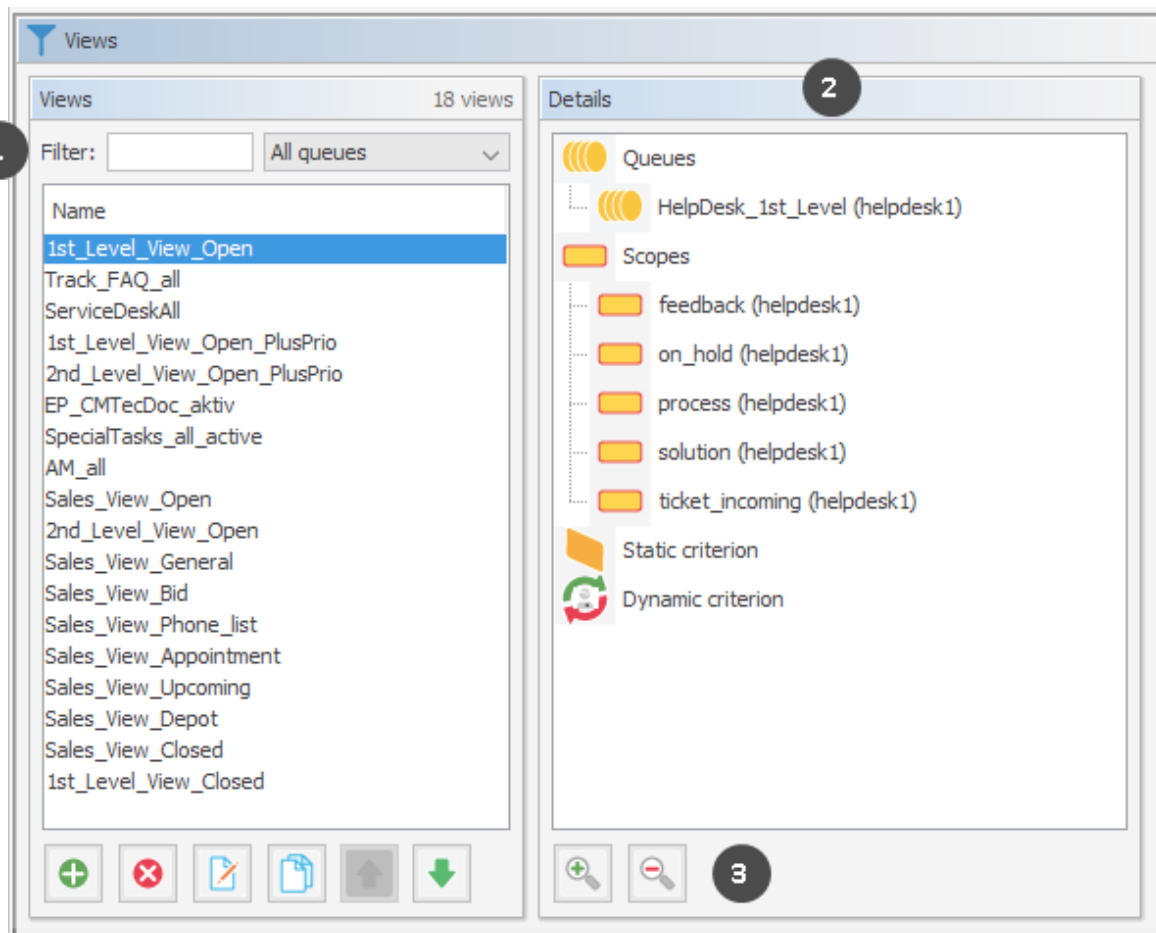 Views
Views 18 views
Filter: All queues
Name
1st_Level_View_Open
Track_FAQ_all
ServiceDeskAll
1st_Level_View_Open_PlusPrio
2nd_Level_View_Open_PlusPrio
EP_CMTecDoc_aktiv
SpecialTasks_all_active
AM_all
Sales_View_Open
2nd_Level_View_Open
Sales_View_General
Sales_View_Bid
Sales_View_Phone_list
Sales_View_Appointment
Sales_View_Upcoming
Sales_View_Depot
Sales_View_Closed
1st_Level_View_Closed
Details 2
Queues
HelpDesk_1st_Level (helpdesk1)
Scopes
feedback (helpdesk1)
on_hold (helpdesk1)
process (helpdesk1)
solution (helpdesk1)
ticket_incoming (helpdesk1)
Static criterion
Dynamic criterion
3